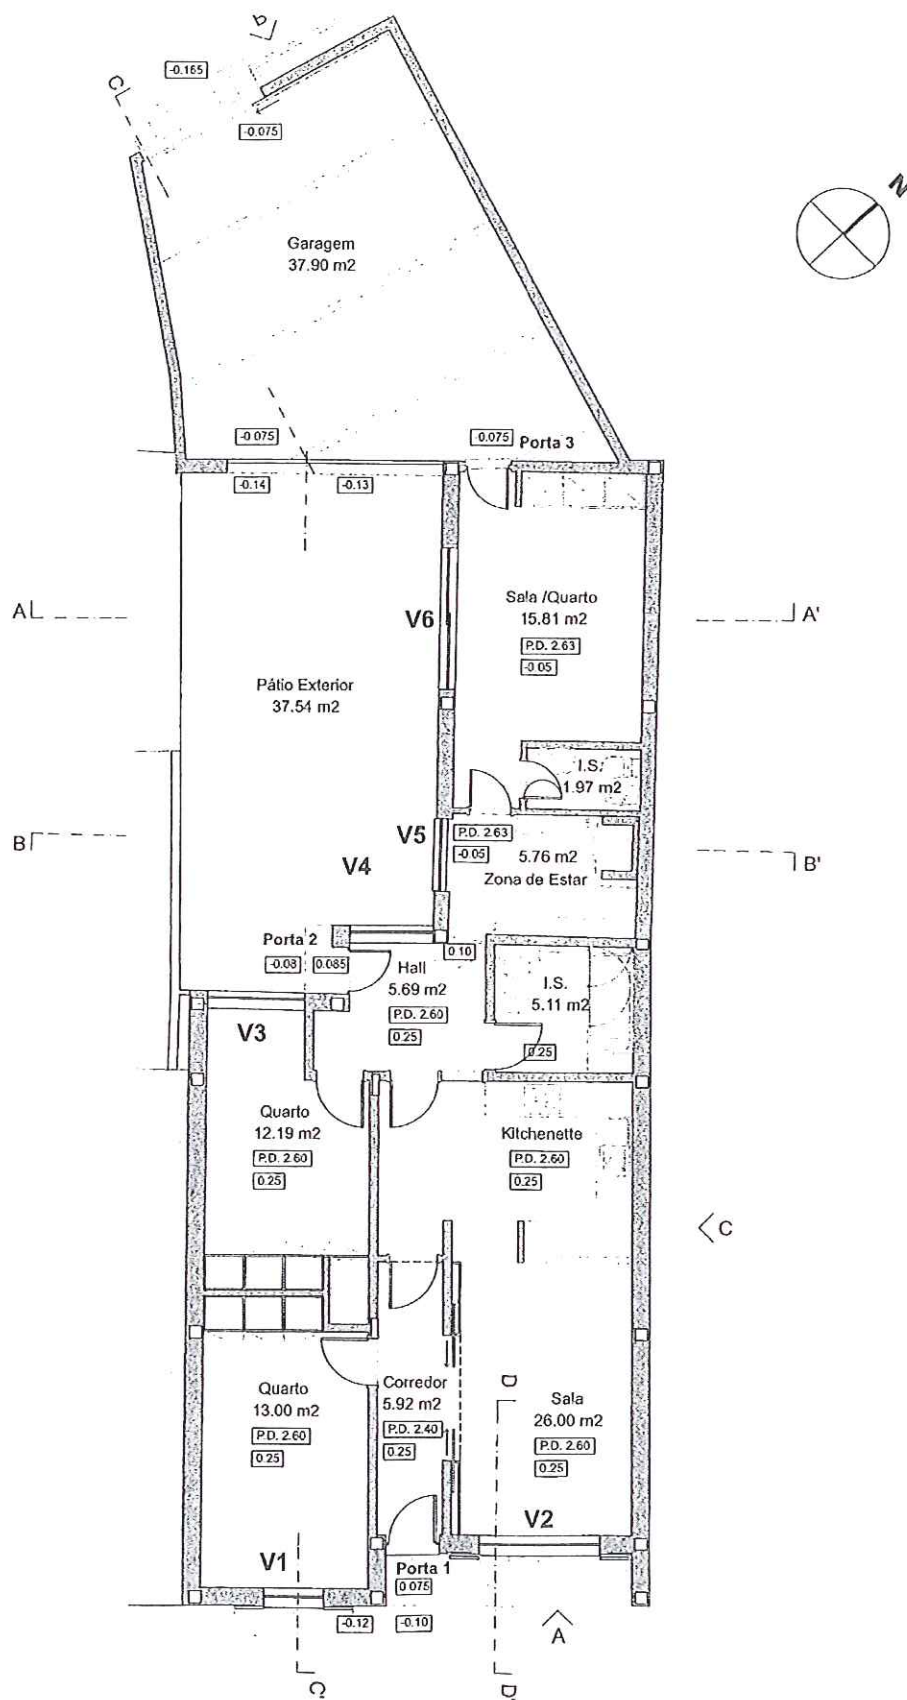 b
-0.165
C
-0.075
N
Garagem
37.90 m2
-0.075
-0.075
Porta 3
-0.14
-0.13
A
Sala /Quarto
15.81 m2
P.D. 2.63
-0.05
A'
V6
Pátio Exterior
37.54 m2
I.S.
1.97 m2
B
V5
P.D. 2.63
-0.05
5.76 m2
Zona de Estar
B'
V4
Porta 2
-0.08
0.085
0.10
Hall
5.69 m2
P.D. 2.60
0.25
I.S.
5.11 m2
0.25
V3
Quarto
12.19 m2
P.D. 2.60
0.25
Kitchenette
P.D. 2.60
0.25
C
Quarto
13.00 m2
P.D. 2.60
0.25
Corredor
5.92 m2
P.D. 2.40
0.25
D
Sala
26.00 m2
P.D. 2.60
0.25
V2
V1
Porta 1
0.075
-0.12
-0.10
A
C'
D'